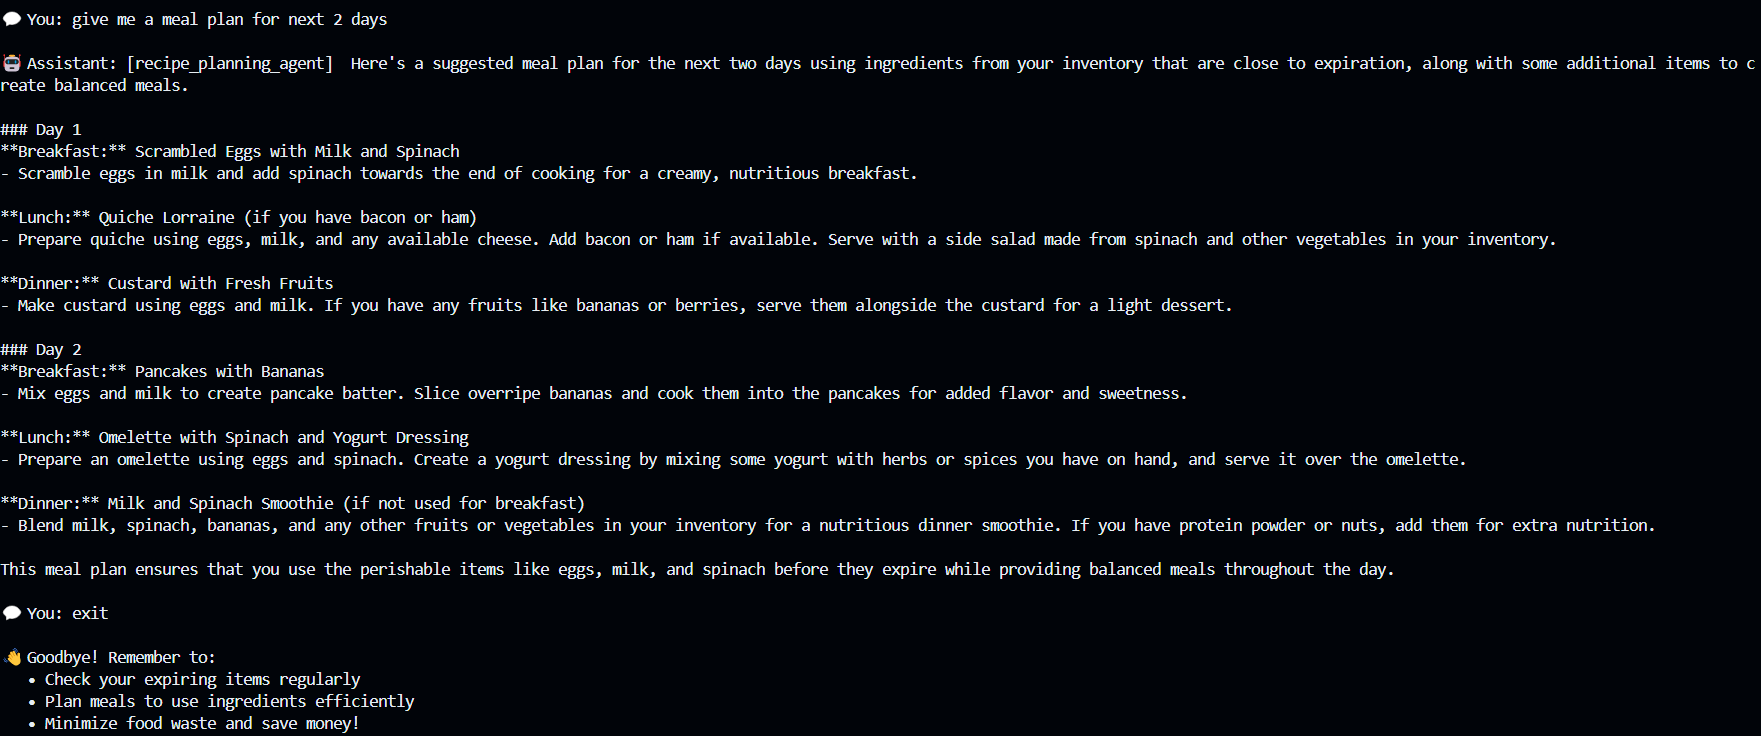 💬 You: give me a meal plan for next 2 days
🤖 Assistant: [recipe_planning_agent]  Here's a suggested meal plan for the next two days using ingredients from your inventory that are close to expiration, along with some additional items to c
reate balanced meals.
### Day 1
**Breakfast:** Scrambled Eggs with Milk and Spinach
- Scramble eggs in milk and add spinach towards the end of cooking for a creamy, nutritious breakfast.
**Lunch:** Quiche Lorraine (if you have bacon or ham)
- Prepare quiche using eggs, milk, and any available cheese. Add bacon or ham if available. Serve with a side salad made from spinach and other vegetables in your inventory.
**Dinner:** Custard with Fresh Fruits
- Make custard using eggs and milk. If you have any fruits like bananas or berries, serve them alongside the custard for a light dessert.
### Day 2
**Breakfast:** Pancakes with Bananas
- Mix eggs and milk to create pancake batter. Slice overripe bananas and cook them into the pancakes for added flavor and sweetness.
**Lunch:** Omelette with Spinach and Yogurt Dressing
- Prepare an omelette using eggs and spinach. Create a yogurt dressing by mixing some yogurt with herbs or spices you have on hand, and serve it over the omelette.
**Dinner:** Milk and Spinach Smoothie (if not used for breakfast)
- Blend milk, spinach, bananas, and any other fruits or vegetables in your inventory for a nutritious dinner smoothie. If you have protein powder or nuts, add them for extra nutrition.
This meal plan ensures that you use the perishable items like eggs, milk, and spinach before they expire while providing balanced meals throughout the day.
💬 You: exit
👋 Goodbye! Remember to:
• Check your expiring items regularly
• Plan meals to use ingredients efficiently
• Minimize food waste and save money!